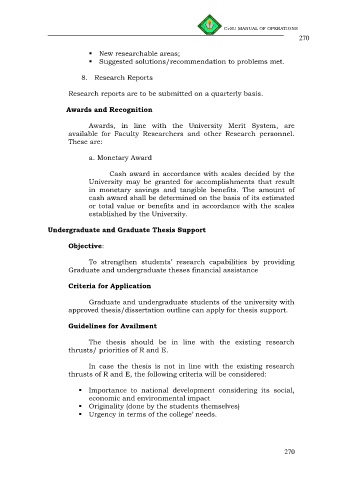 CvSU MANUAL OF OPERATIONS
270
▪ New researchable areas;
▪ Suggested solutions/recommendation to problems met.
8. Research Reports
Research reports are to be submitted on a quarterly basis.
Awards and Recognition
Awards, in line with the University Merit System, are
available for Faculty Researchers and other Research personnel.
These are:
a. Monetary Award
Cash award in accordance with scales decided by the
University may be granted for accomplishments that result
in monetary savings and tangible benefits. The amount of
cash award shall be determined on the basis of its estimated
or total value or benefits and in accordance with the scales
established by the University.
Undergraduate and Graduate Thesis Support
Objective:
To strengthen students' research capabilities by providing
Graduate and undergraduate theses financial assistance
Criteria for Application
Graduate and undergraduate students of the university with
approved thesis/dissertation outline can apply for thesis support.
Guidelines for Availment
The thesis should be in line with the existing research
thrusts/ priorities of R and E.
In case the thesis is not in line with the existing research
thrusts of R and E, the following criteria will be considered:
▪ Importance to national development considering its social,
economic and environmental impact
▪ Originality (done by the students themselves)
▪ Urgency in terms of the college' needs.
270